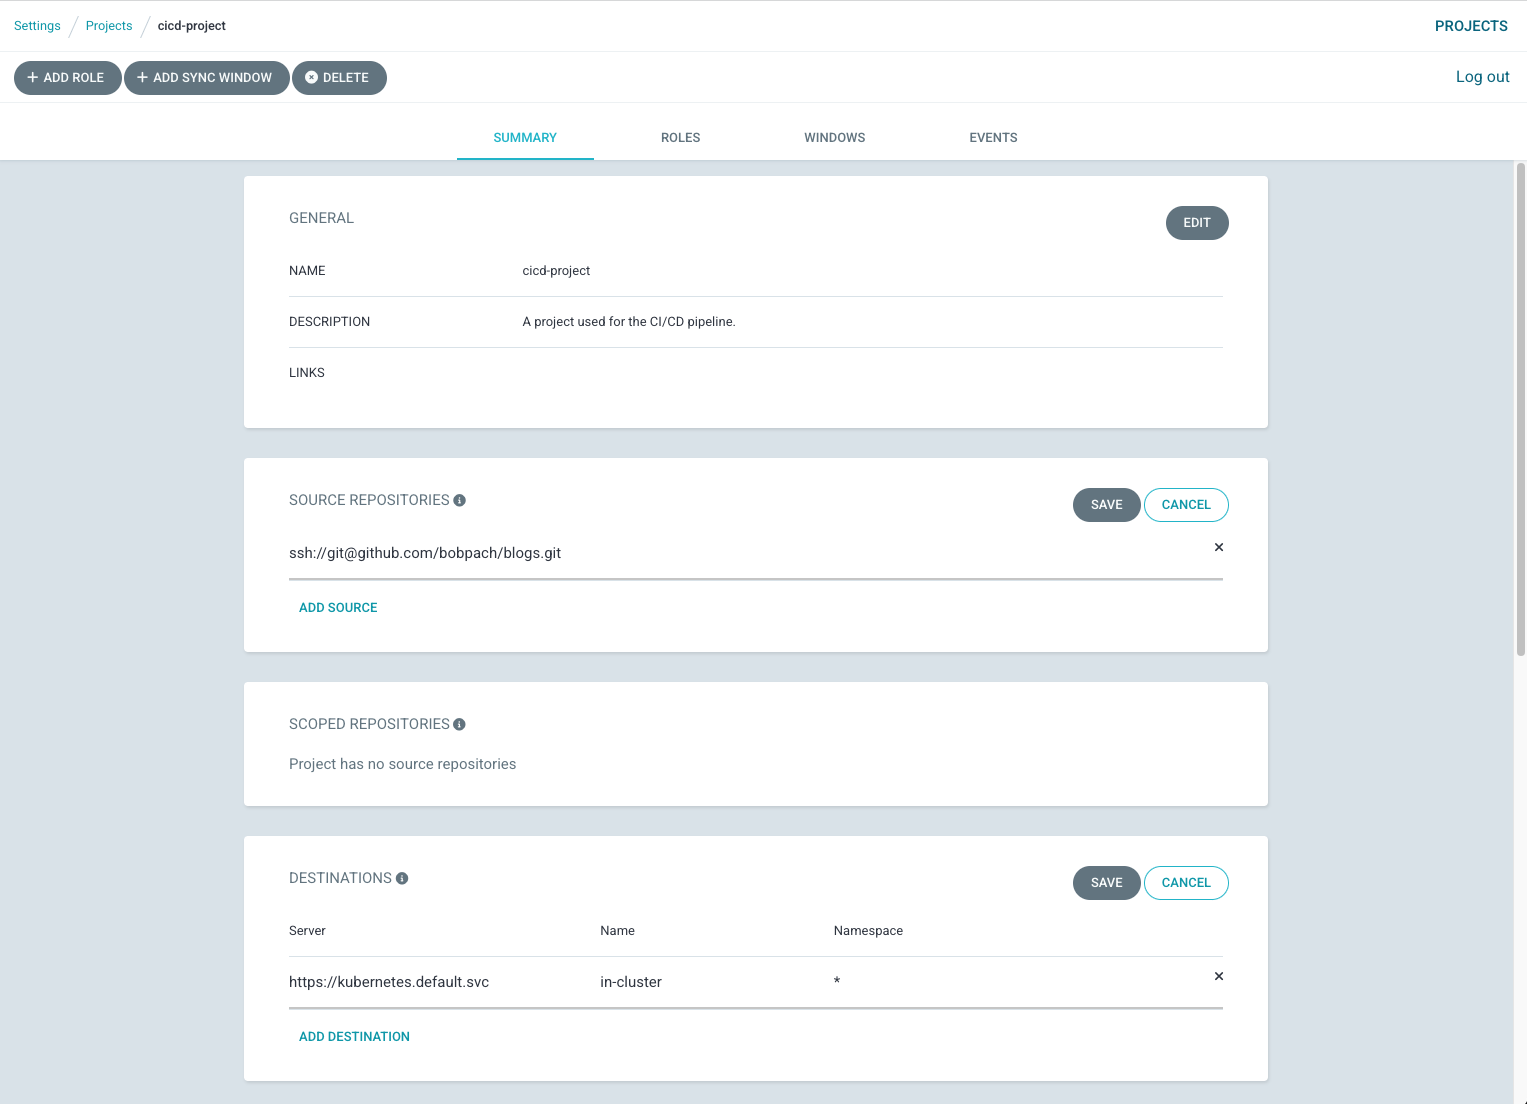 Settings / Projects / cicd-project
PROJECTS
+ ADD ROLE + ADD SYNC WINDOW DELETE
Log out
SUMMARY ROLES WINDOWS EVENTS
GENERAL
EDIT
NAME cicd-project
DESCRIPTION A project used for the CI/CD pipeline.
LINKS
SOURCE REPOSITORIES
SAVE CANCEL
ssh://git@github.com/bobpach/blogs.git
ADD SOURCE
SCOPED REPOSITORIES
Project has no source repositories
DESTINATIONS
SAVE CANCEL
Server Name Namespace
https://kubernetes.default.svc in-cluster *
ADD DESTINATION